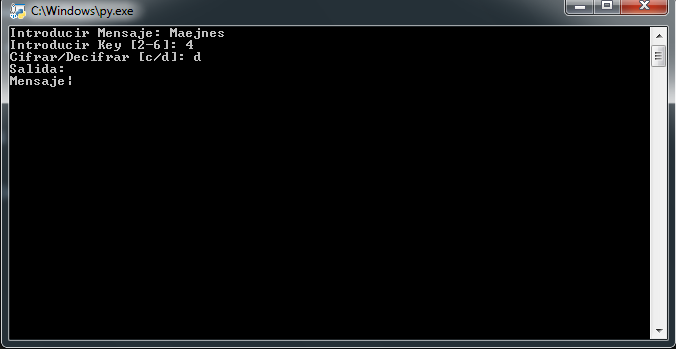 C:\Windows\py.exe
Introducir Mensaje: Maejnes
Introducir Key [2-6]: 4
Cifrar/Decifrar [c/d]: d
Salida:
Mensaje|